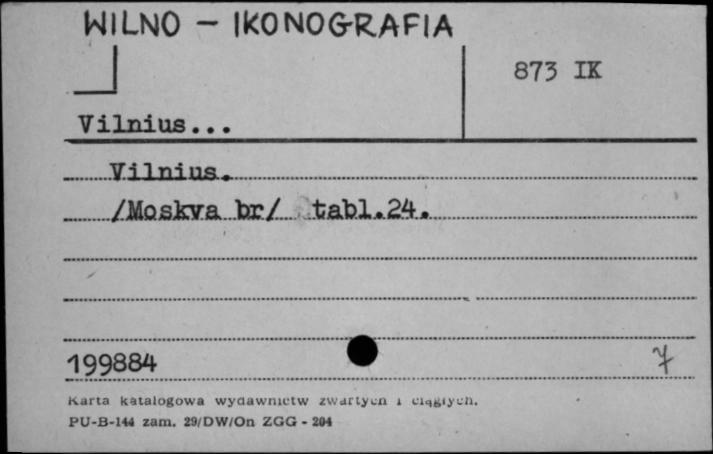 WILNO - IKONOGRAFIA
873 IK
Vilnius...
Vilnius.
/Moskva br/ tabl.24.
199884
7
Karta katalogowa wydawnictw zwartych i ciągłych.
PU-B-144 zam. 29/DW/On ZGG - 204